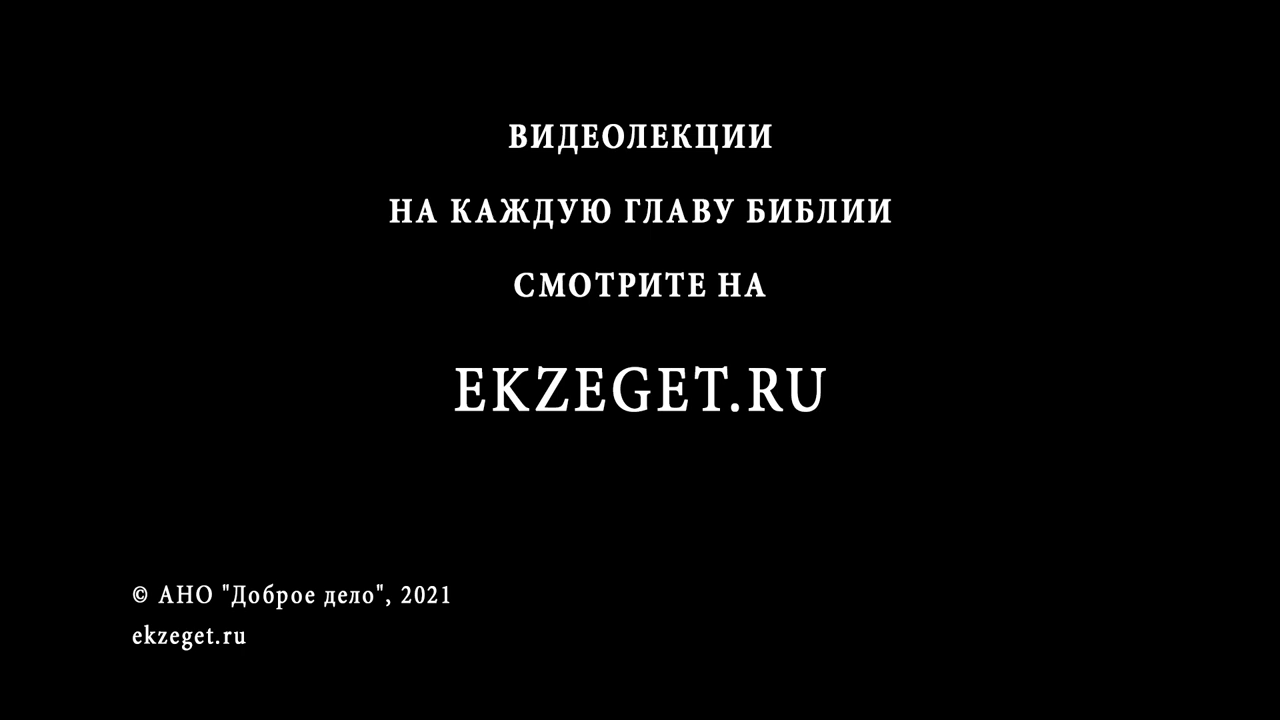 ВИДЕОЛЕКЦИИ
НА КАЖДУЮ ГЛАВУ БИБЛИИ
СМОТРИТЕ НА
EKZEGET.RU
© АНО "Доброе дело", 2021
ekzeget.ru